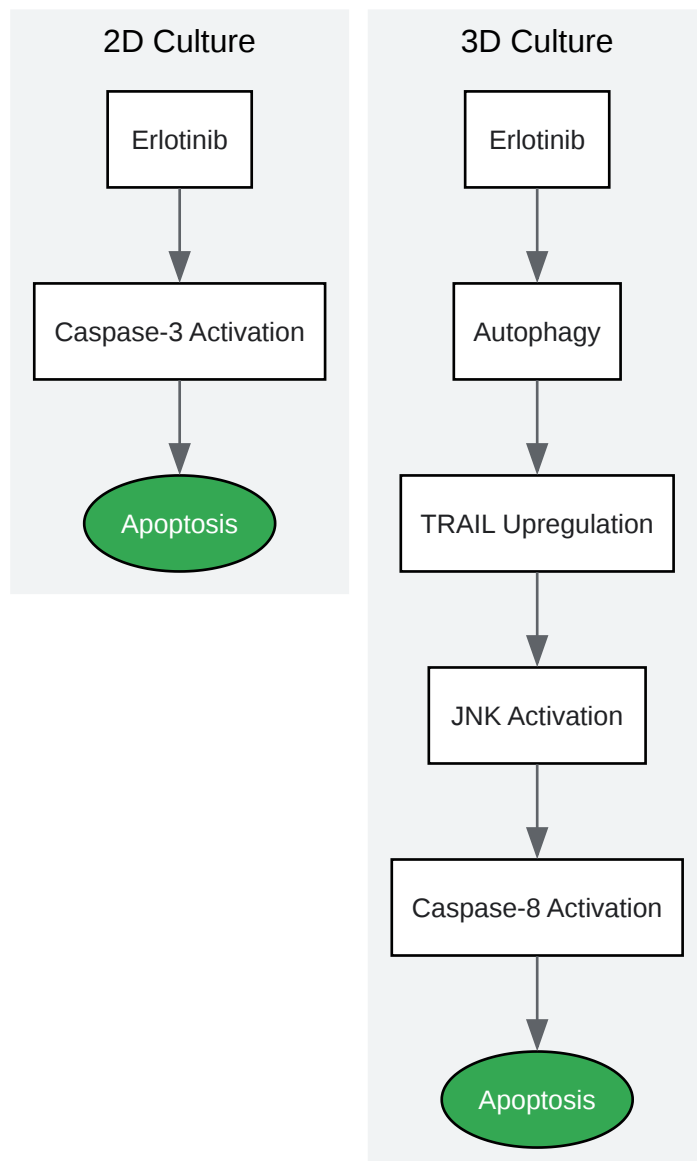 2D Culture
Erlotinib
Caspase-3 Activation
Apoptosis
3D Culture
Erlotinib
Autophagy
TRAIL Upregulation
JNK Activation
Caspase-8 Activation
Apoptosis